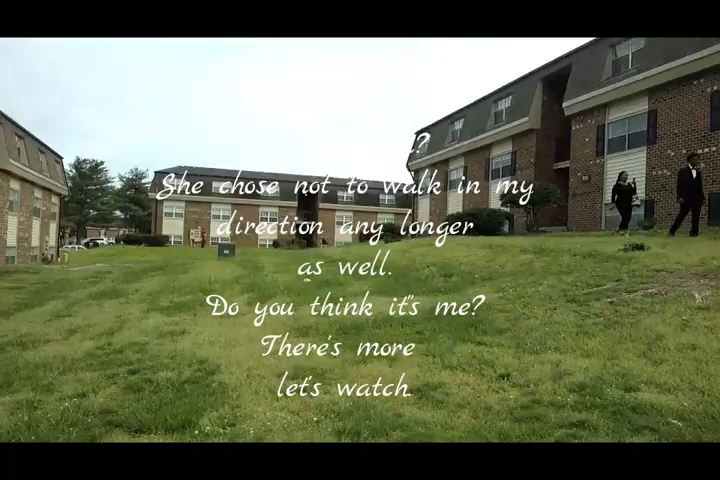 ?
She chose not to walk in my
direction any longer
as well.
Do you think it's me?
There's more
let's watch.